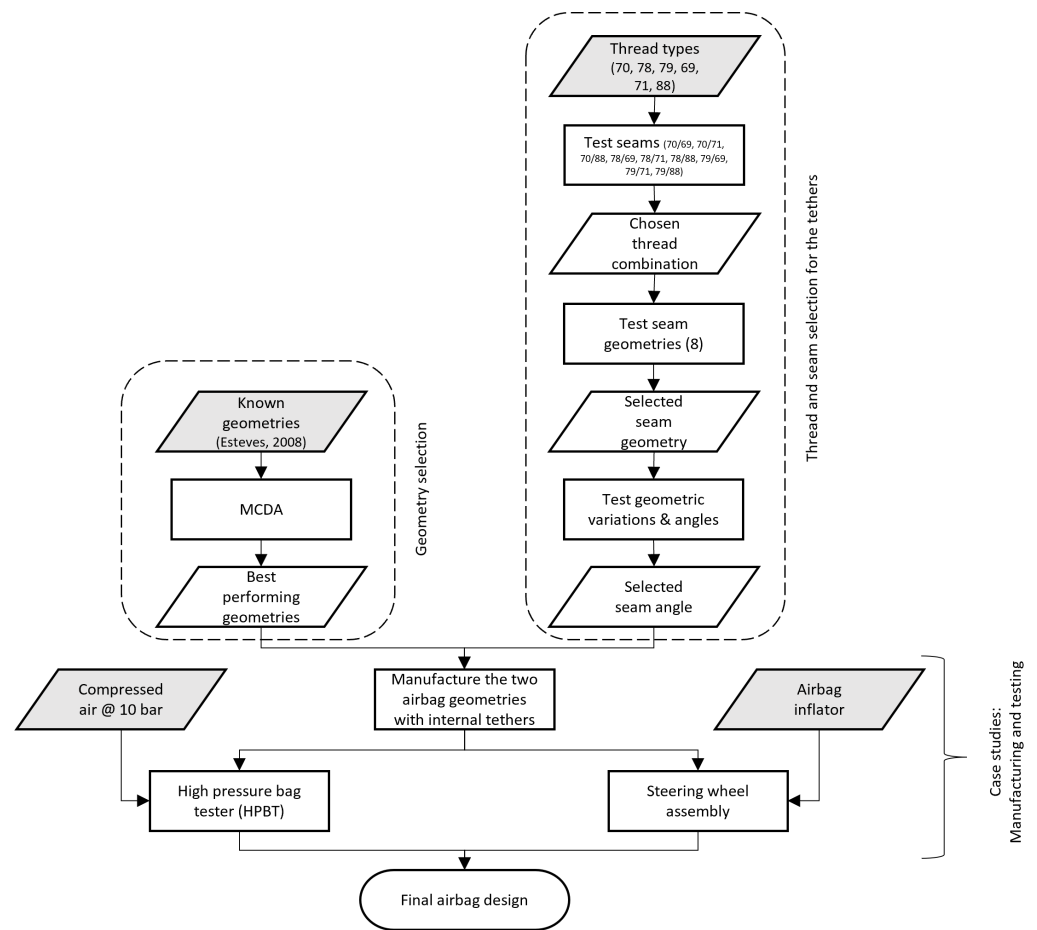 Thread types
(70, 78, 79, 69,
71, 88)
Test seams (70/69, 70/71,
70/88, 78/69, 78/71, 78/88, 79/69,
79/71, 79/88)
Chosen
thread
combination
Test seam
geometries (8)
Selected
seam
geometry
Test geometric
variations & angles
Selected
seam angle
Thread and seam selection for the tethers
Known
geometries
(Esteves, 2008)
MCDA
Best
performing
geometries
Geometry selection
Compressed
air @ 10 bar
Manufacture the two
airbag geometries
with internal tethers
Airbag
inflator
High pressure bag
tester (HPBT)
Steering wheel
assembly
Case studies:
Manufacturing and testing
Final airbag design